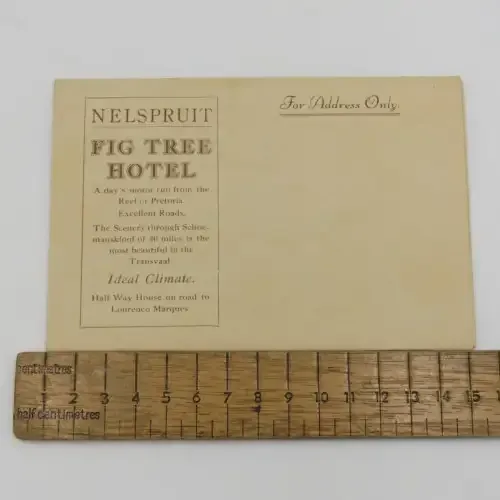 NELSPRUIT
FIG TREE
HOTEL
A day's motor run from the
Reef or Pretoria
Excellent Roads.
The Scenery through Schoe-
manskloof of 40 miles is the
most beautiful in the
Transvaal
Ideal Climate.
Half Way House on road to
Lourenco Marques
For Address Only.
centimetres
1 2 3 4 5 6 7 8 9 10 11 12 13 14 15
half centimetres